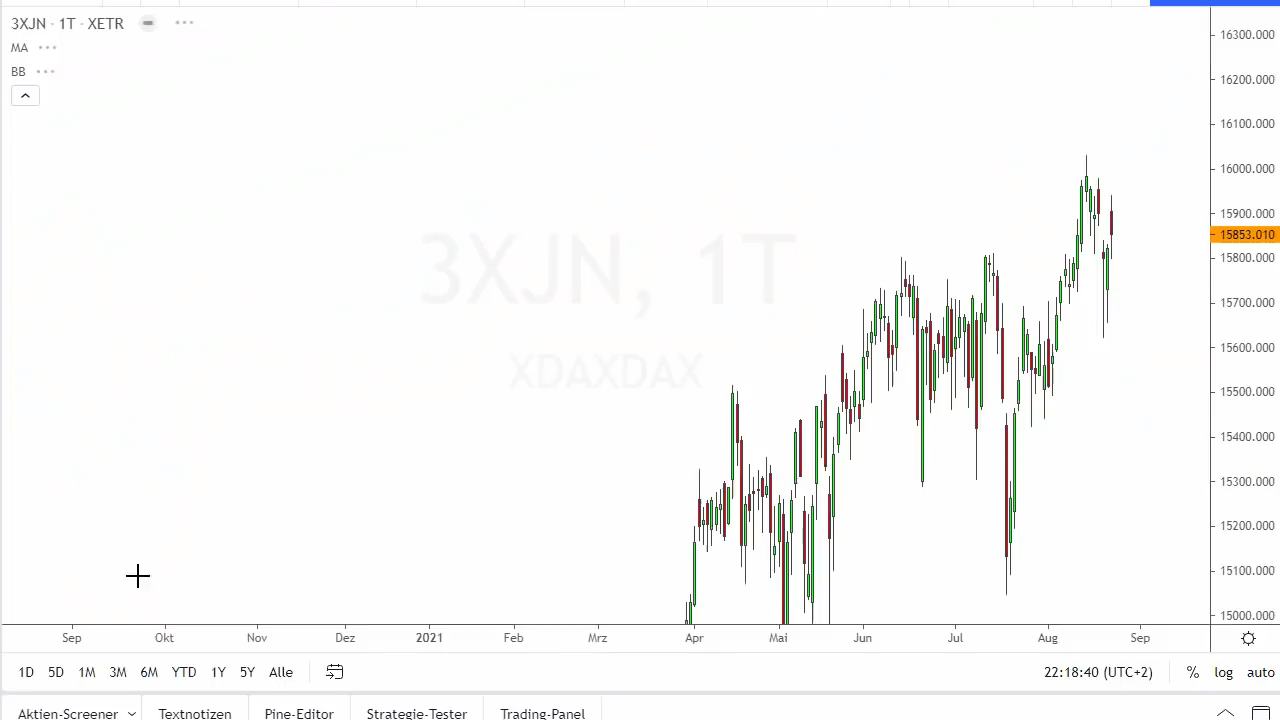 3XJN · 1T · XETR
MA
BB
3XJN, 1T
XDAXDAX
16300.000
16200.000
16100.000
16000.000
15900.000
15853.010
15800.000
15700.000
15600.000
15500.000
15400.000
15300.000
15200.000
15100.000
15000.000
Sep Okt Nov Dez 2021 Feb Mrz Apr Mai Jun Jul Aug Sep
1D 5D 1M 3M 6M YTD 1Y 5Y Alle 22:18:40 (UTC+2) % log auto
Aktien-Screener Textnotizen Pine-Editor Strategie-Tester Trading-Panel